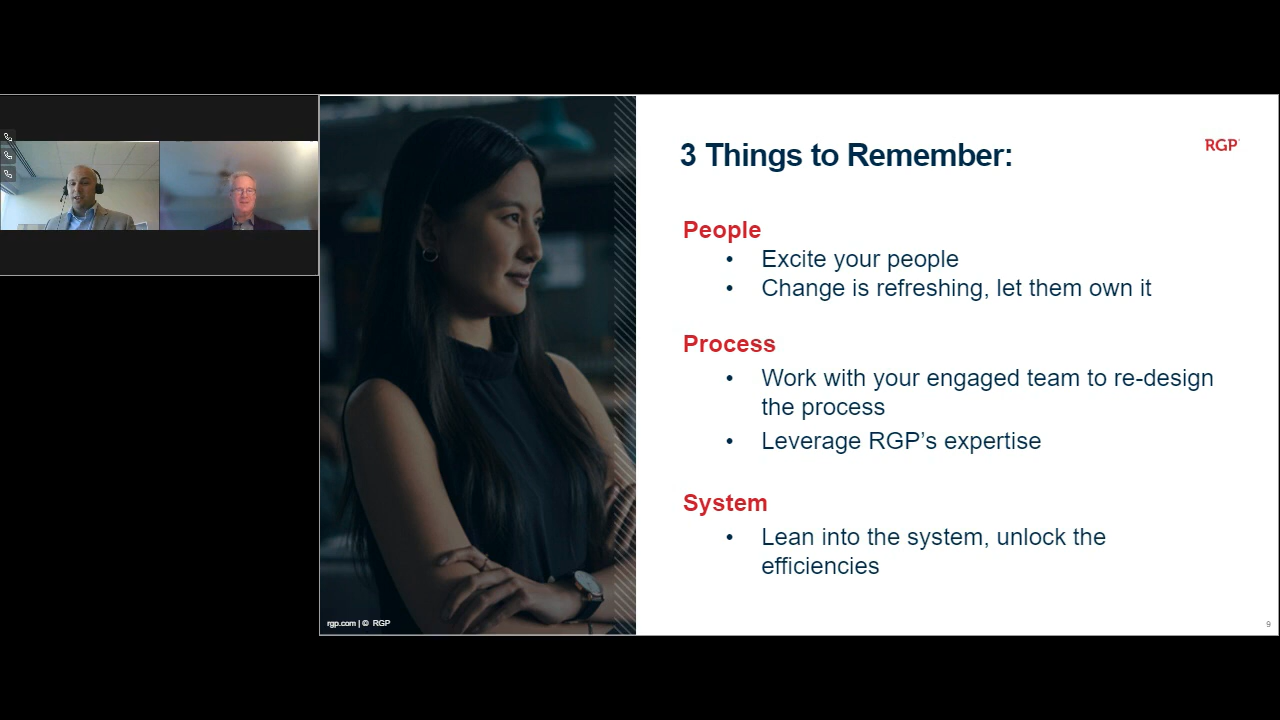 3 Things to Remember:
RGP
People
• Excite your people
• Change is refreshing, let them own it
Process
• Work with your engaged team to re-design
the process
• Leverage RGP’s expertise
System
• Lean into the system, unlock the
efficiencies
rgp.com | © RGP
9